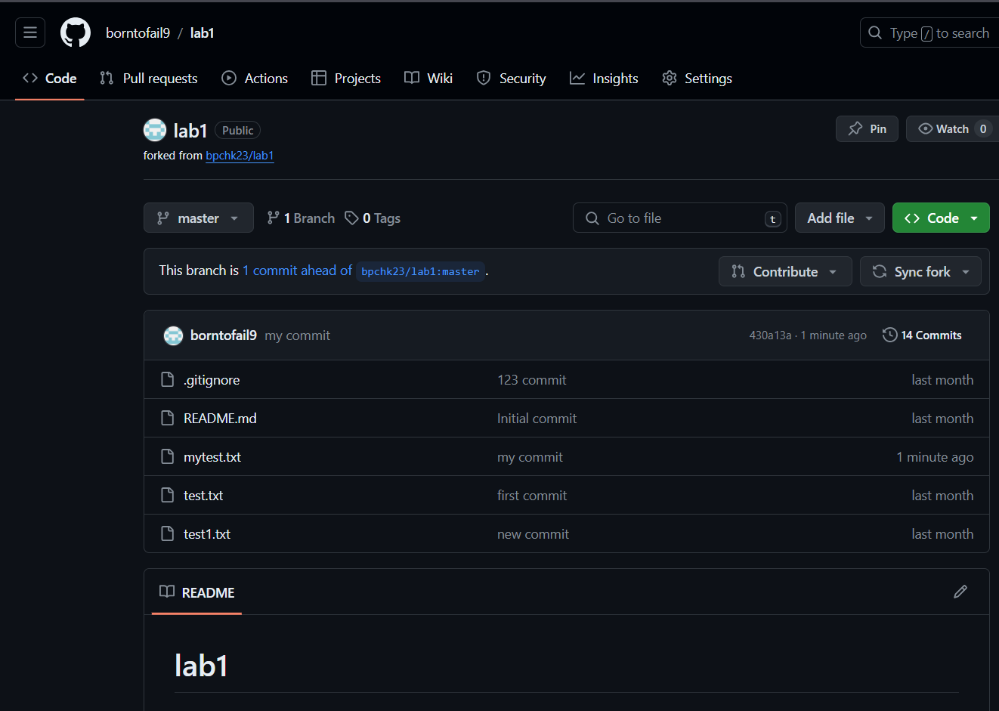 borntofail9 / lab1
Type / to search
Code Pull requests Actions Projects Wiki Security Insights Settings
lab1 Public
Pin Watch 0
forked from bpchk23/lab1
master 1 Branch 0 Tags
Go to file t Add file Code
This branch is 1 commit ahead of bpchk23/lab1:master .
Contribute Sync fork
borntofail9 my commit 430a13a · 1 minute ago 14 Commits
.gitignore 123 commit last month
README.md Initial commit last month
mytest.txt my commit 1 minute ago
test.txt first commit last month
test1.txt new commit last month
README
lab1